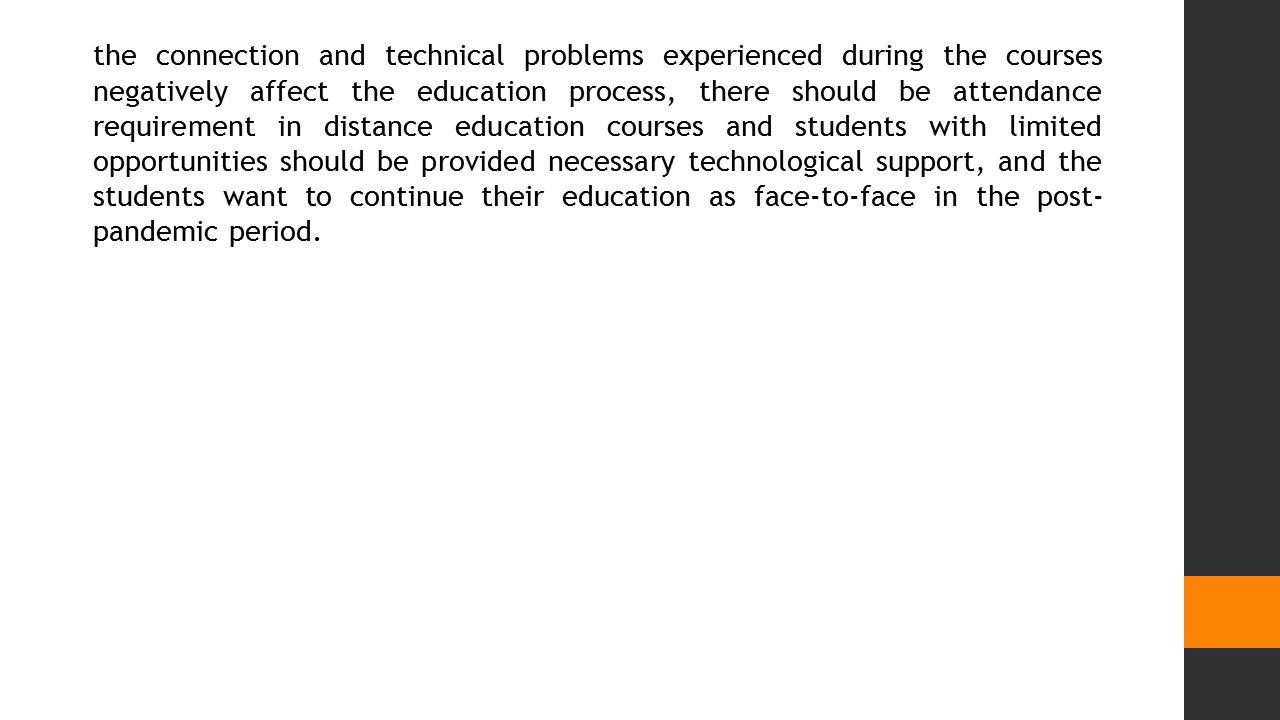 the connection and technical problems experienced during the courses
negatively affect the education process, there should be attendance
requirement in distance education courses and students with limited
opportunities should be provided necessary technological support, and the
students want to continue their education as face-to-face in the post-
pandemic period.